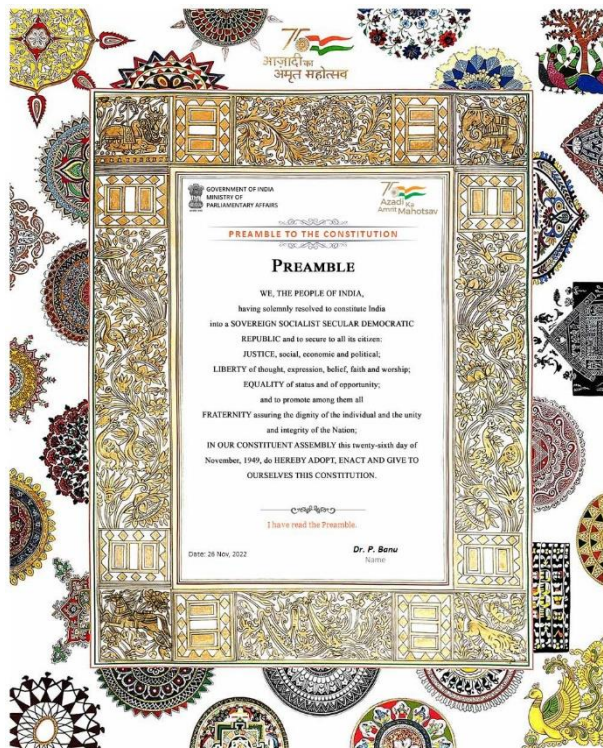 75
आज़ादी का
अमृत महोत्सव
GOVERNMENT OF INDIA
MINISTRY OF
PARLIAMENTARY AFFAIRS
75
Azadi Ka
Amrit Mahotsav
PREAMBLE TO THE CONSTITUTION
PREAMBLE
WE, THE PEOPLE OF INDIA,
having solemnly resolved to constitute India
into a SOVEREIGN SOCIALIST SECULAR DEMOCRATIC
REPUBLIC and to secure to all its citizen:
JUSTICE, social, economic and political;
LIBERTY of thought, expression, belief, faith and worship;
EQUALITY of status and of opportunity;
and to promote among them all
FRATERNITY assuring the dignity of the individual and the unity
and integrity of the Nation;
IN OUR CONSTITUENT ASSEMBLY this twenty-sixth day of
November, 1949, do HEREBY ADOPT, ENACT AND GIVE TO
OURSELVES THIS CONSTITUTION.
I have read the Preamble.
Date: 26 Nov, 2022
Dr. P. Banu
Name